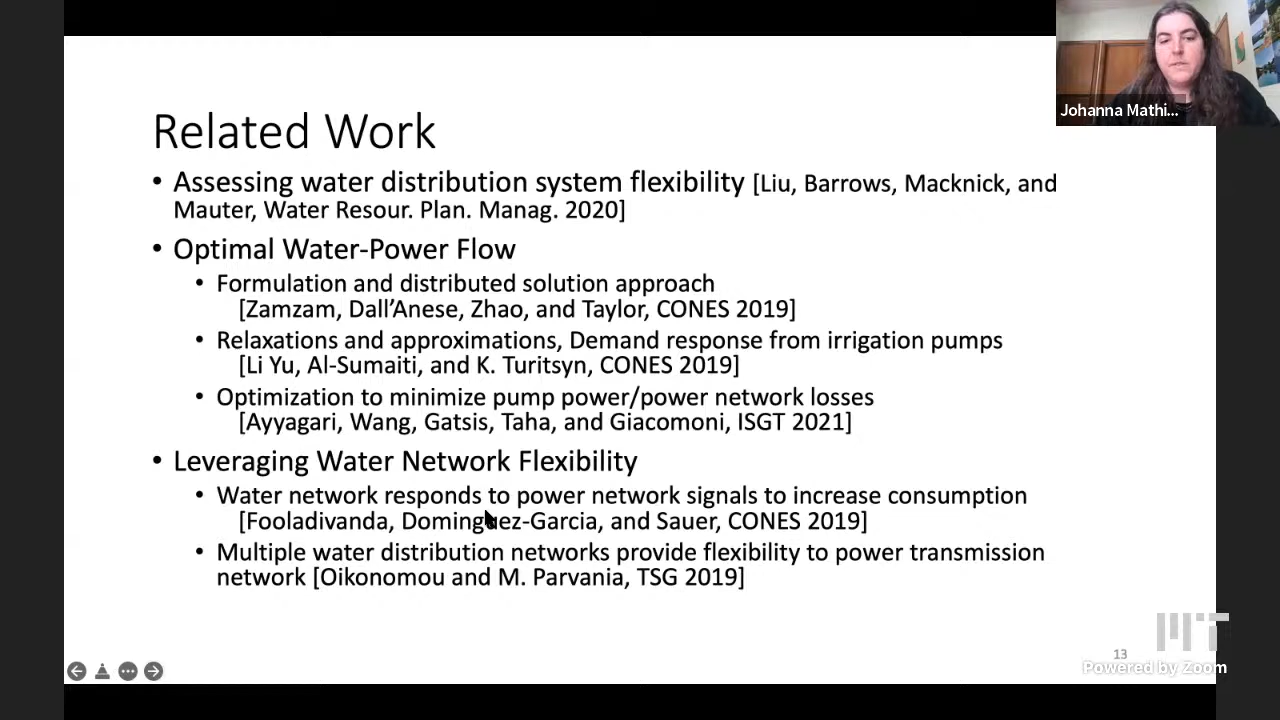 Johanna Mathi...
Related Work
• Assessing water distribution system flexibility [Liu, Barrows, Macknick, and
Mauter, Water Resour. Plan. Manag. 2020]
• Optimal Water-Power Flow
• Formulation and distributed solution approach
[Zamzam, Dall’Anese, Zhao, and Taylor, CONES 2019]
• Relaxations and approximations, Demand response from irrigation pumps
[Li Yu, Al-Sumaiti, and K. Turitsyn, CONES 2019]
• Optimization to minimize pump power/power network losses
[Ayyagari, Wang, Gatsis, Taha, and Giacomoni, ISGT 2021]
• Leveraging Water Network Flexibility
• Water network responds to power network signals to increase consumption
[Fooladivanda, Dominguez-Garcia, and Sauer, CONES 2019]
• Multiple water distribution networks provide flexibility to power transmission
network [Oikonomou and M. Parvania, TSG 2019]
MIT
13
Powered by Zoom